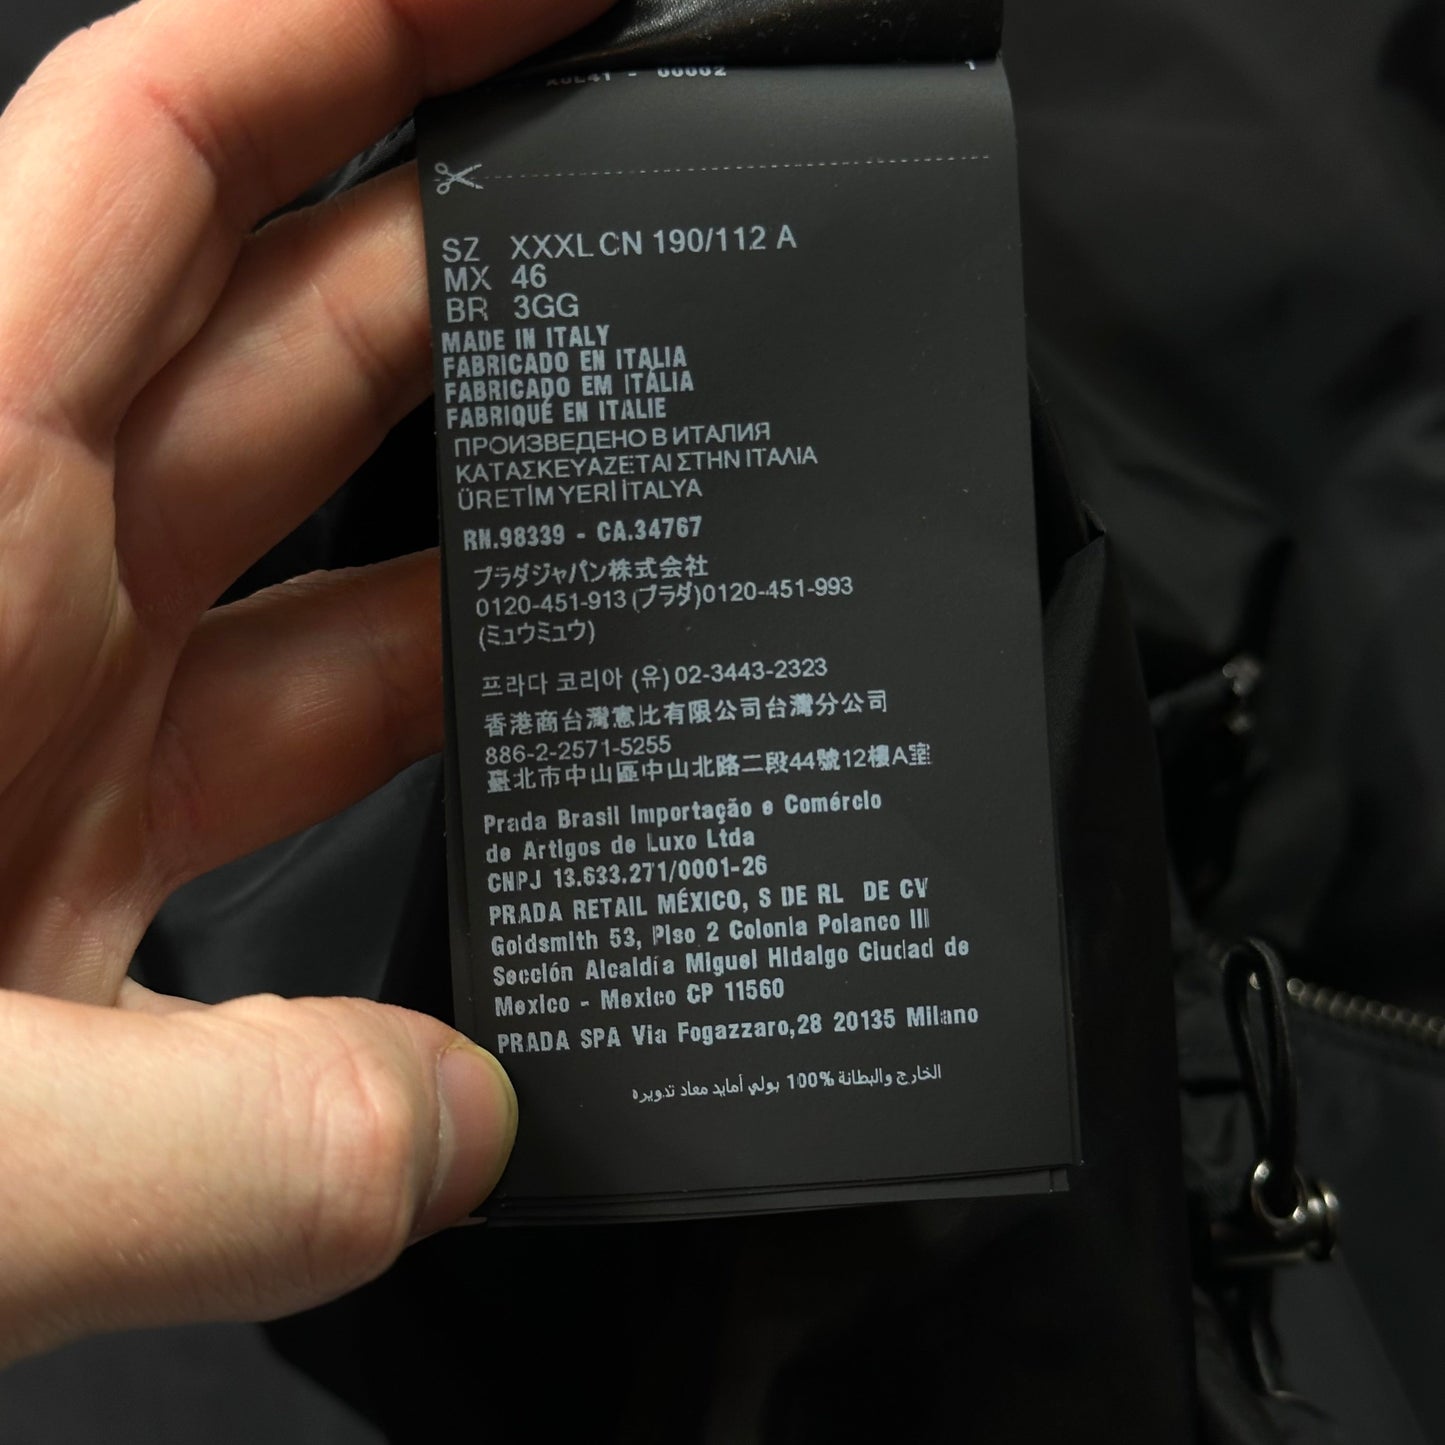 00002 1
SZ XXXL CN 190/112 A
MX 46
BR 3GG
MADE IN ITALY
FABRICADO EN ITALIA
FABRICADO EM ITÁLIA
FABRIQUÉ EN ITALIE
ПРОИЗВЕДЕНО В ИТАЛИЯ
ΚΑΤΑΣΚΕΥΑΖΕΤΑΙ ΣΤΗΝ ΙΤΑΛΙΑ
ÜRETİM YERİ İTALYA
RN.98339 - CA.34767
プラダジャパン株式会社
0120-451-913 (プラダ)0120-451-993
(ミュウミュウ)
프라다 코리아 (유) 02-3443-2323
香港商台灣憲比有限公司台灣分公司
886-2-2571-5255
臺北市中山區中山北路二段44號12樓A室
Prada Brasil Importação e Comércio
de Artigos de Luxo Ltda
CNPJ 13.633.271/0001-26
PRADA RETAIL MÉXICO, S DE RL DE CV
Goldsmith 53, Piso 2 Colonia Polanco III
Sección Alcaldía Miguel Hidalgo Ciudad de
Mexico - Mexico CP 11560
PRADA SPA Via Fogazzaro,28 20135 Milano
الخارج والبطانة %100 بولي أمايد معاد تدويره